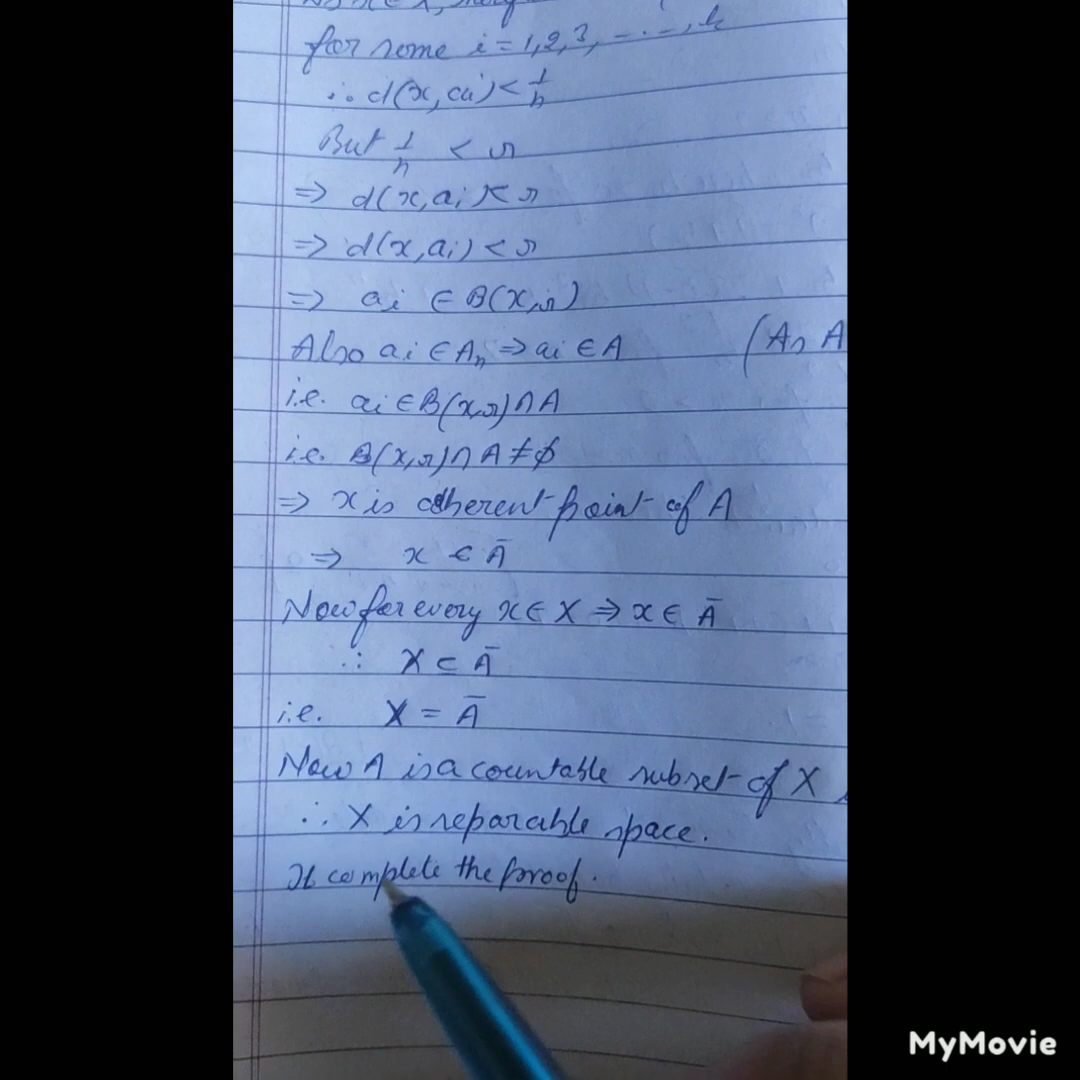 for some i = 1,2,3, -----, k
∴ d(x, ai) < 1/n
But 1/n < r
⇒ d(x, ai) < r
⇒ d(x, ai) < r
⇒ ai ∈ B(x, r)
Also ai ∈ An ⇒ ai ∈ A (As A
i.e. ai ∈ B(x, r) ∩ A
i.e. B(x, r) ∩ A ≠ ϕ
⇒ x is adherent point of A
⇒ x ∈ Ā
Now for every x ∈ X ⇒ x ∈ Ā
∴ X ⊂ Ā
i.e. X = Ā
Now A is a countable subset of X
∴ X is separable space.
It complete the proof.
MyMovie